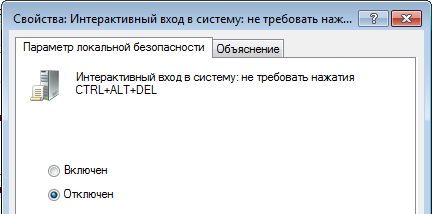 Свойства: Интерактивный вход в систему: не требовать наж...
Параметр локальной безопасности
Объяснение
Интерактивный вход в систему: не требовать нажатия
CTRL+ALT+DEL
Включен
Отключен